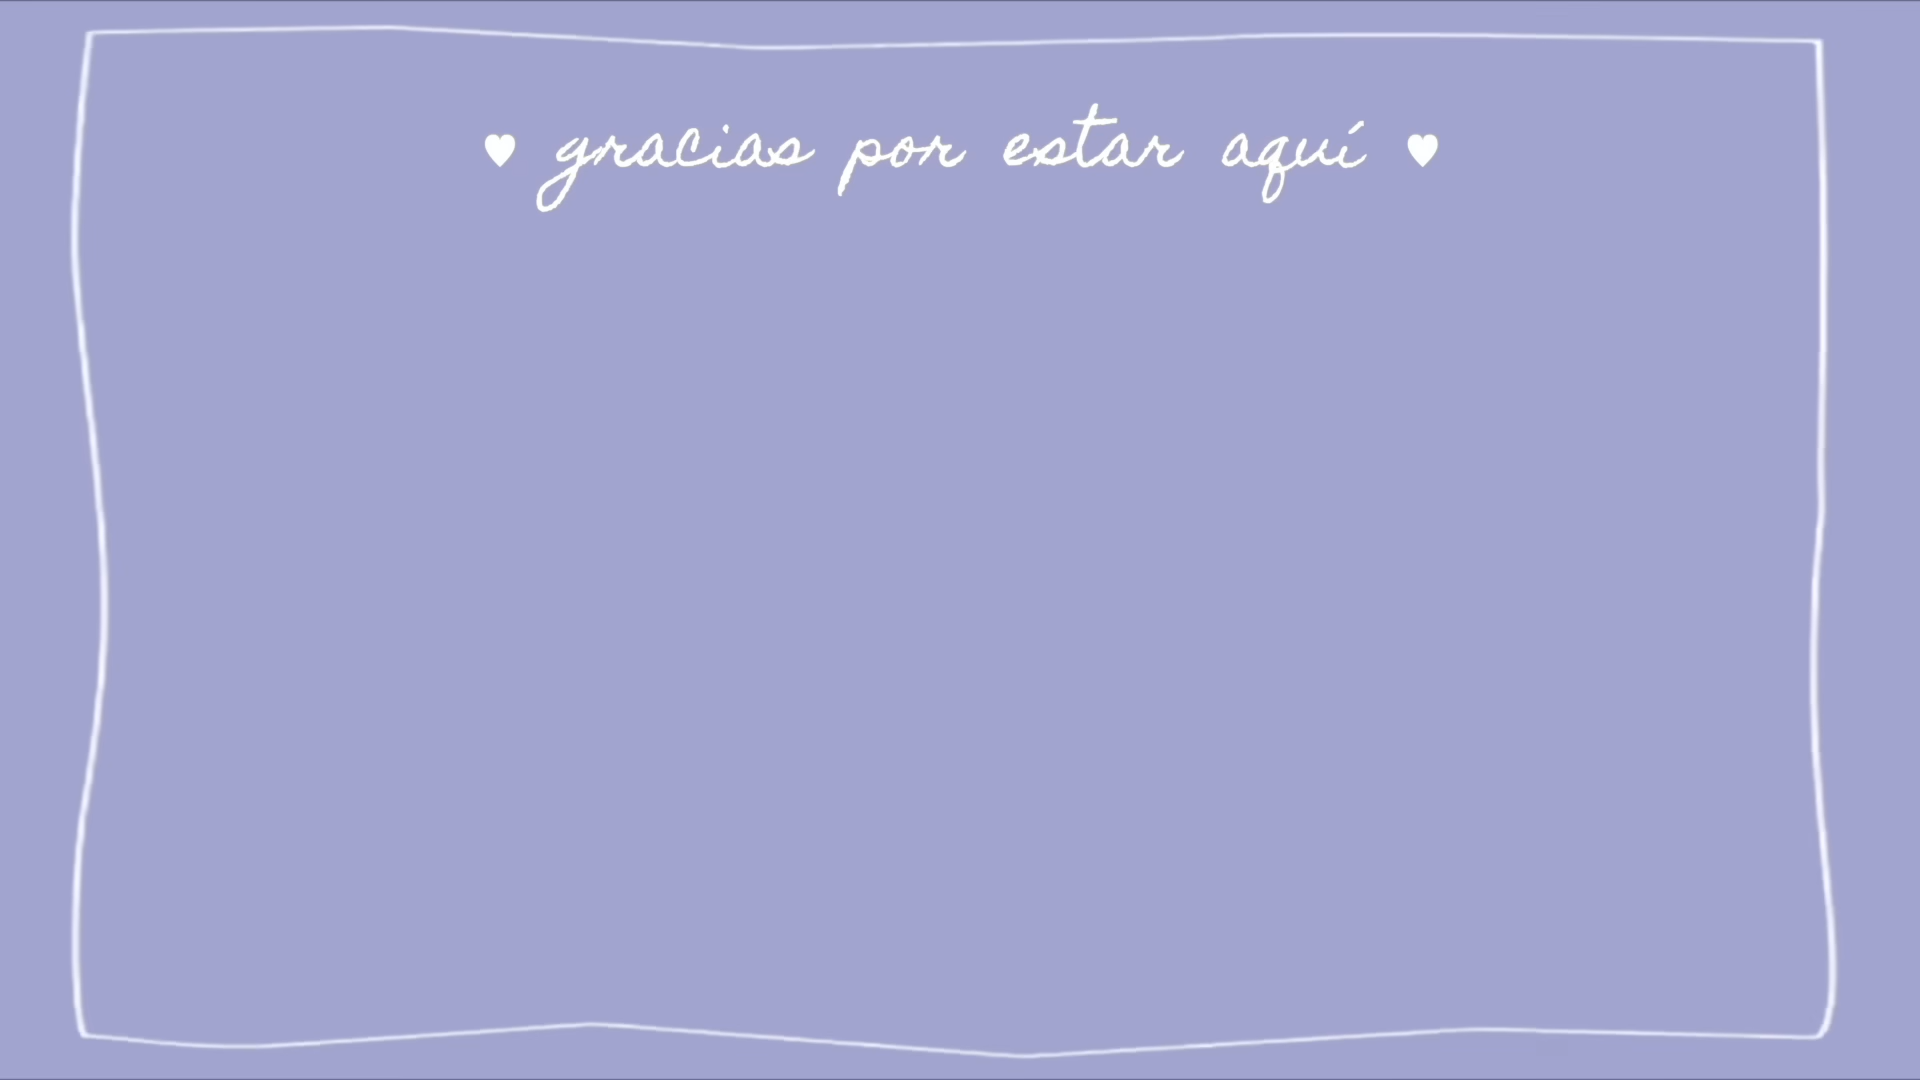 ♥ gracias por estar aquí ♥